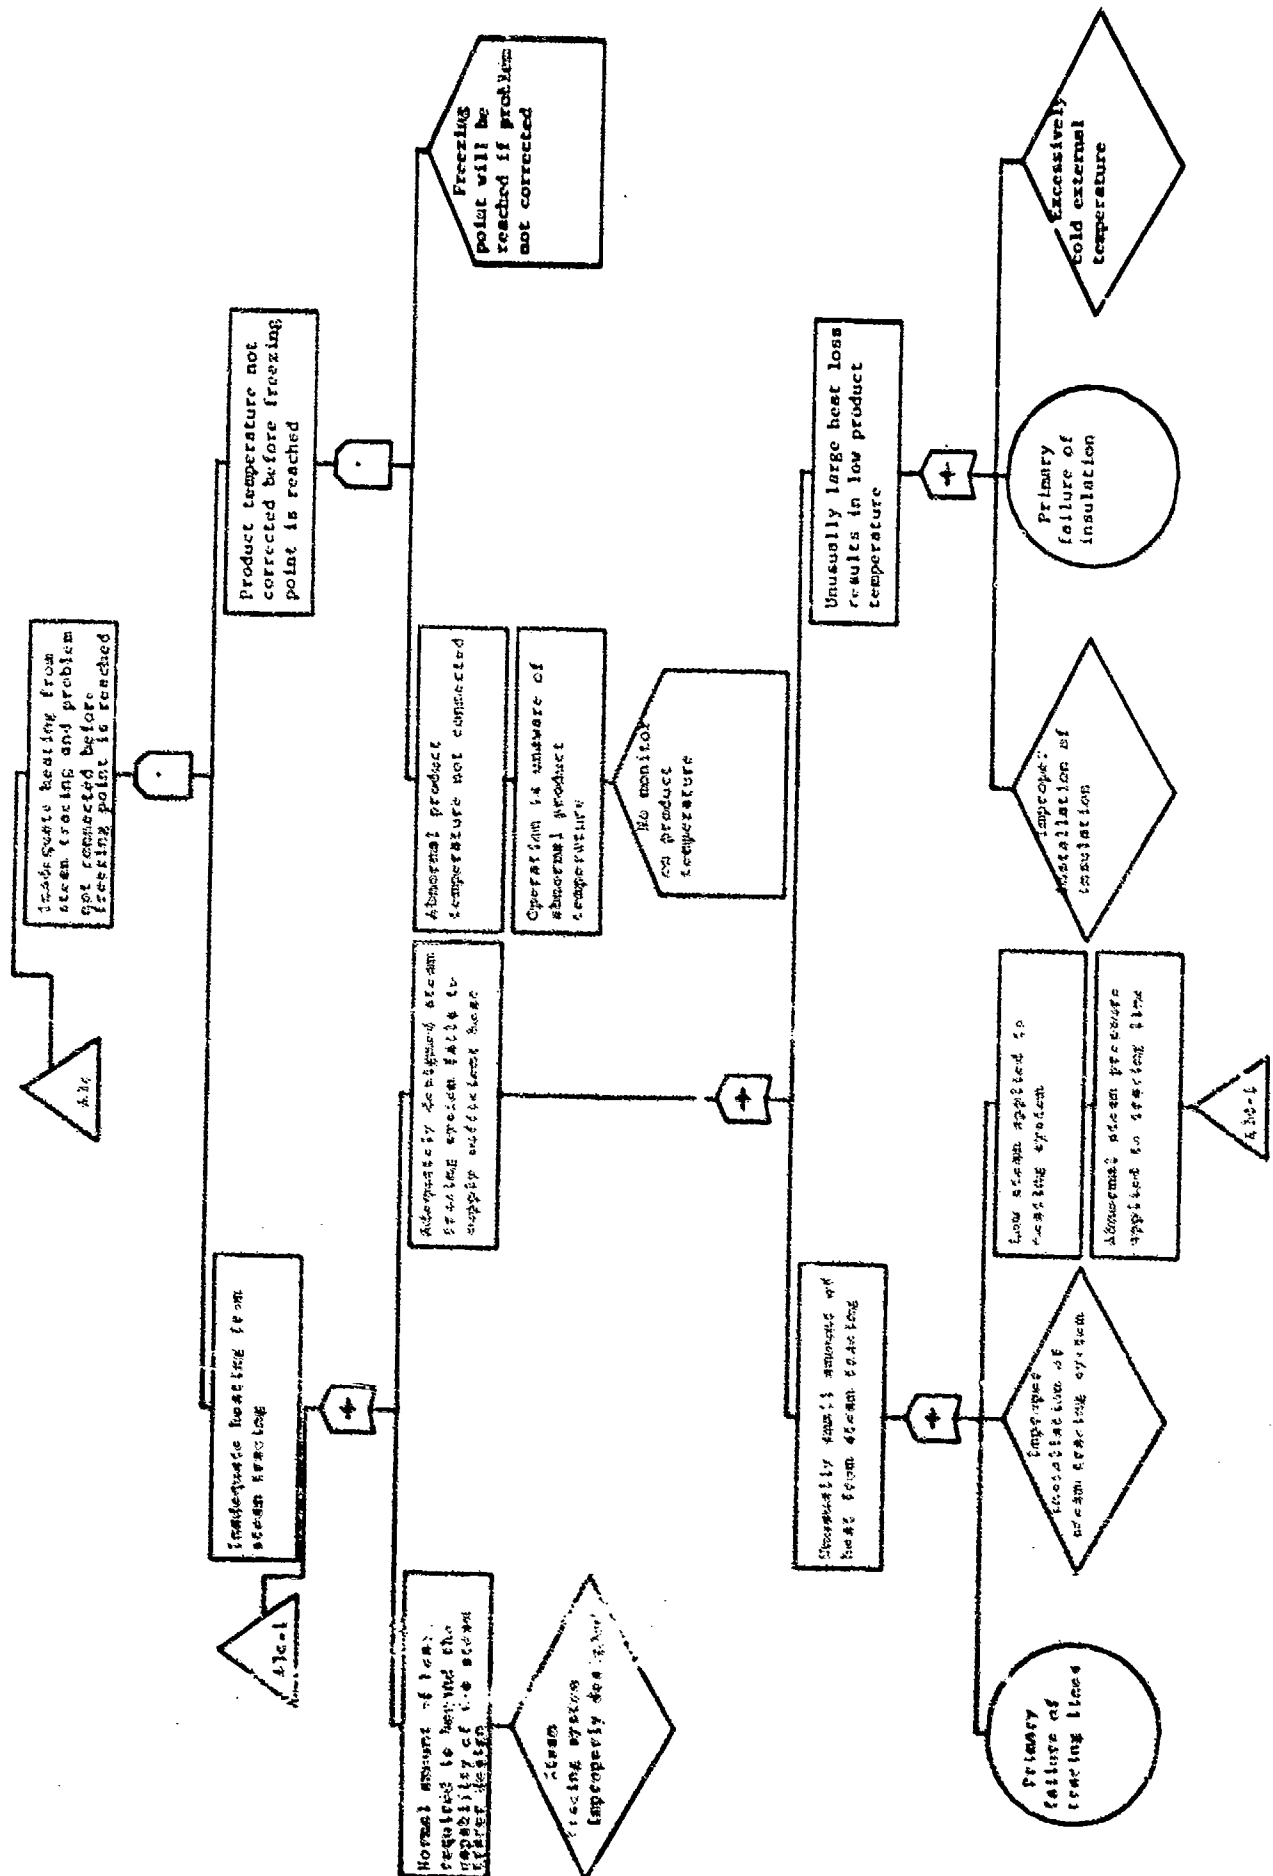 Inadequate heating from
steam tracing and problem
not corrected before
freezing point is reached
Inadequate heating from
steam tracing
A1c-1
Product temperature not
corrected before freezing
point is reached
Normal amount of heat
required is beyond the
capability of the steam
tracer design
Adequately designed steam
tracing system fails to
supply sufficient heat
Abnormal product
temperature not corrected
Freezing
point will be
reached if problem
not corrected
Steam
tracing system
improperly designed
Operation is unaware of
abnormal product
temperature
No monitor
on product
temperature
Unusually small amount of
heat from steam tracing
Unusually large heat loss
results in low product
temperature
Primary
failure of
tracing lines
Improper
installation of
steam tracing system
Low steam applied to
tracing system
Abnormal steam pressure
applied to tracing line
Improper
installation of
insulation
Primary
failure of
insulation
Excessively
cold external
temperature